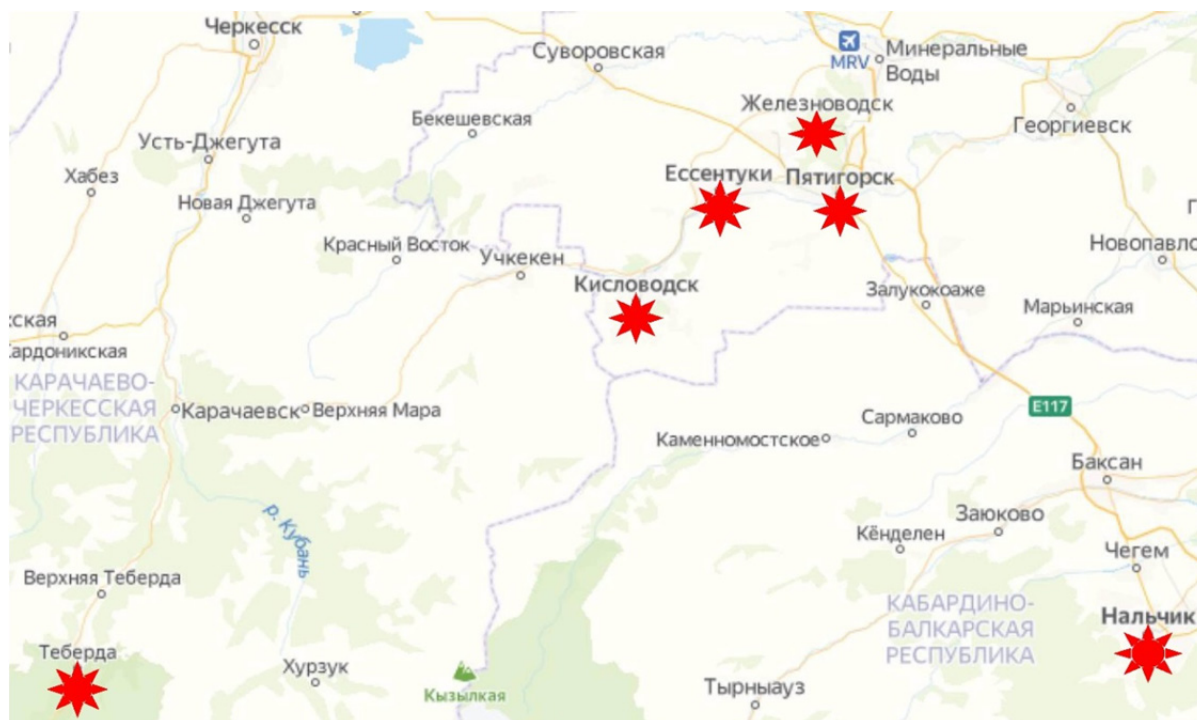 Черкесск
Суворовская
MRV
Минеральные
Воды
Железноводск
Бекешевская
Георгиевск
Усть-Джегута
Хабез
Ессентуки
Пятигорск
Новая Джегута
Красный Восток
Учкекен
Новопавло
Кисловодск
Залукокоаже
Марьинская
ская
ардоникская
КАРАЧАЕВО-
ЧЕРКЕССКАЯ
РЕСПУБЛИКА
Карачаевск
Верхняя Мара
E117
Сармаково
Каменномостское
Баксан
р. Кубань
Заюково
Кёнделен
Чегем
Верхняя Теберда
КАБАРДИНО-
БАЛКАРСКАЯ
РЕСПУБЛИКА
Нальчик
Теберда
Хурзук
Кызылкая
Тырныауз